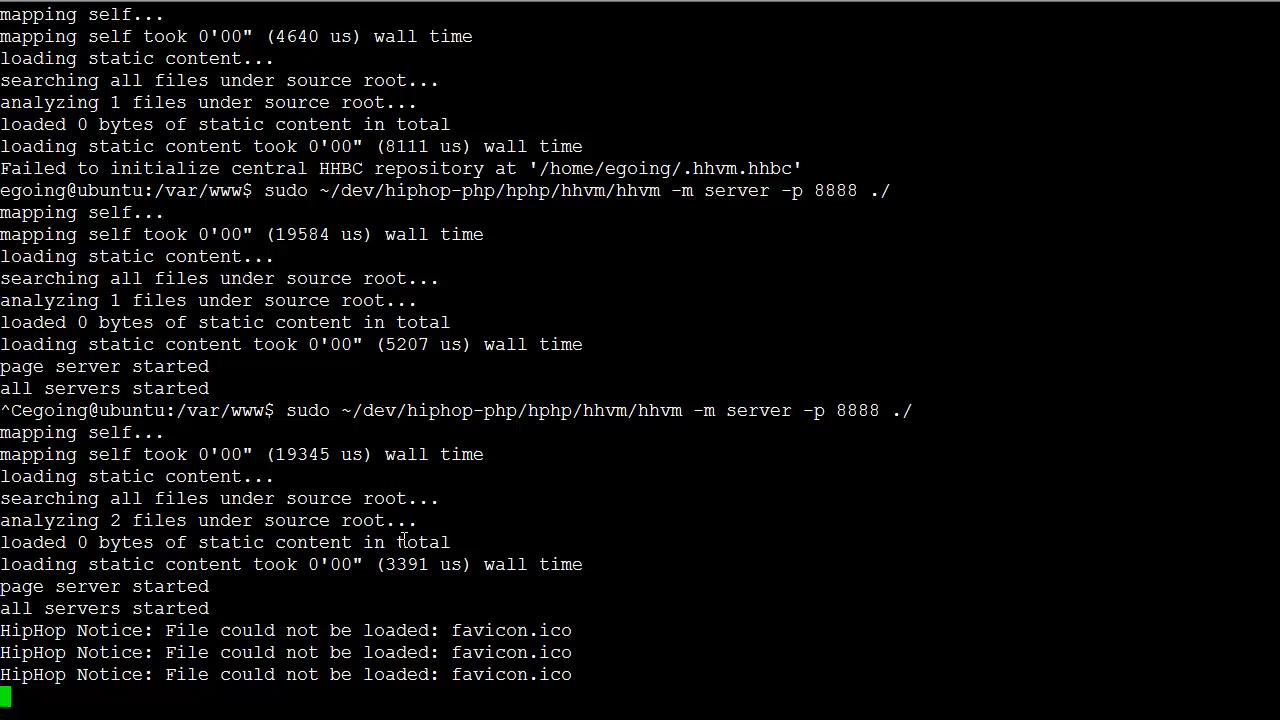 mapping self...
mapping self took 0'00" (4640 us) wall time
loading static content...
searching all files under source root...
analyzing 1 files under source root...
loaded 0 bytes of static content in total
loading static content took 0'00" (8111 us) wall time
Failed to initialize central HHBC repository at '/home/egoing/.hhvm.hhbc'
egoing@ubuntu:/var/www$ sudo ~/dev/hiphop-php/hphp/hhvm/hhvm -m server -p 8888 ./
mapping self...
mapping self took 0'00" (19584 us) wall time
loading static content...
searching all files under source root...
analyzing 1 files under source root...
loaded 0 bytes of static content in total
loading static content took 0'00" (5207 us) wall time
page server started
all servers started
^Cegoing@ubuntu:/var/www$ sudo ~/dev/hiphop-php/hphp/hhvm/hhvm -m server -p 8888 ./
mapping self...
mapping self took 0'00" (19345 us) wall time
loading static content...
searching all files under source root...
analyzing 2 files under source root...
loaded 0 bytes of static content in total
loading static content took 0'00" (3391 us) wall time
page server started
all servers started
HipHop Notice: File could not be loaded: favicon.ico
HipHop Notice: File could not be loaded: favicon.ico
HipHop Notice: File could not be loaded: favicon.ico